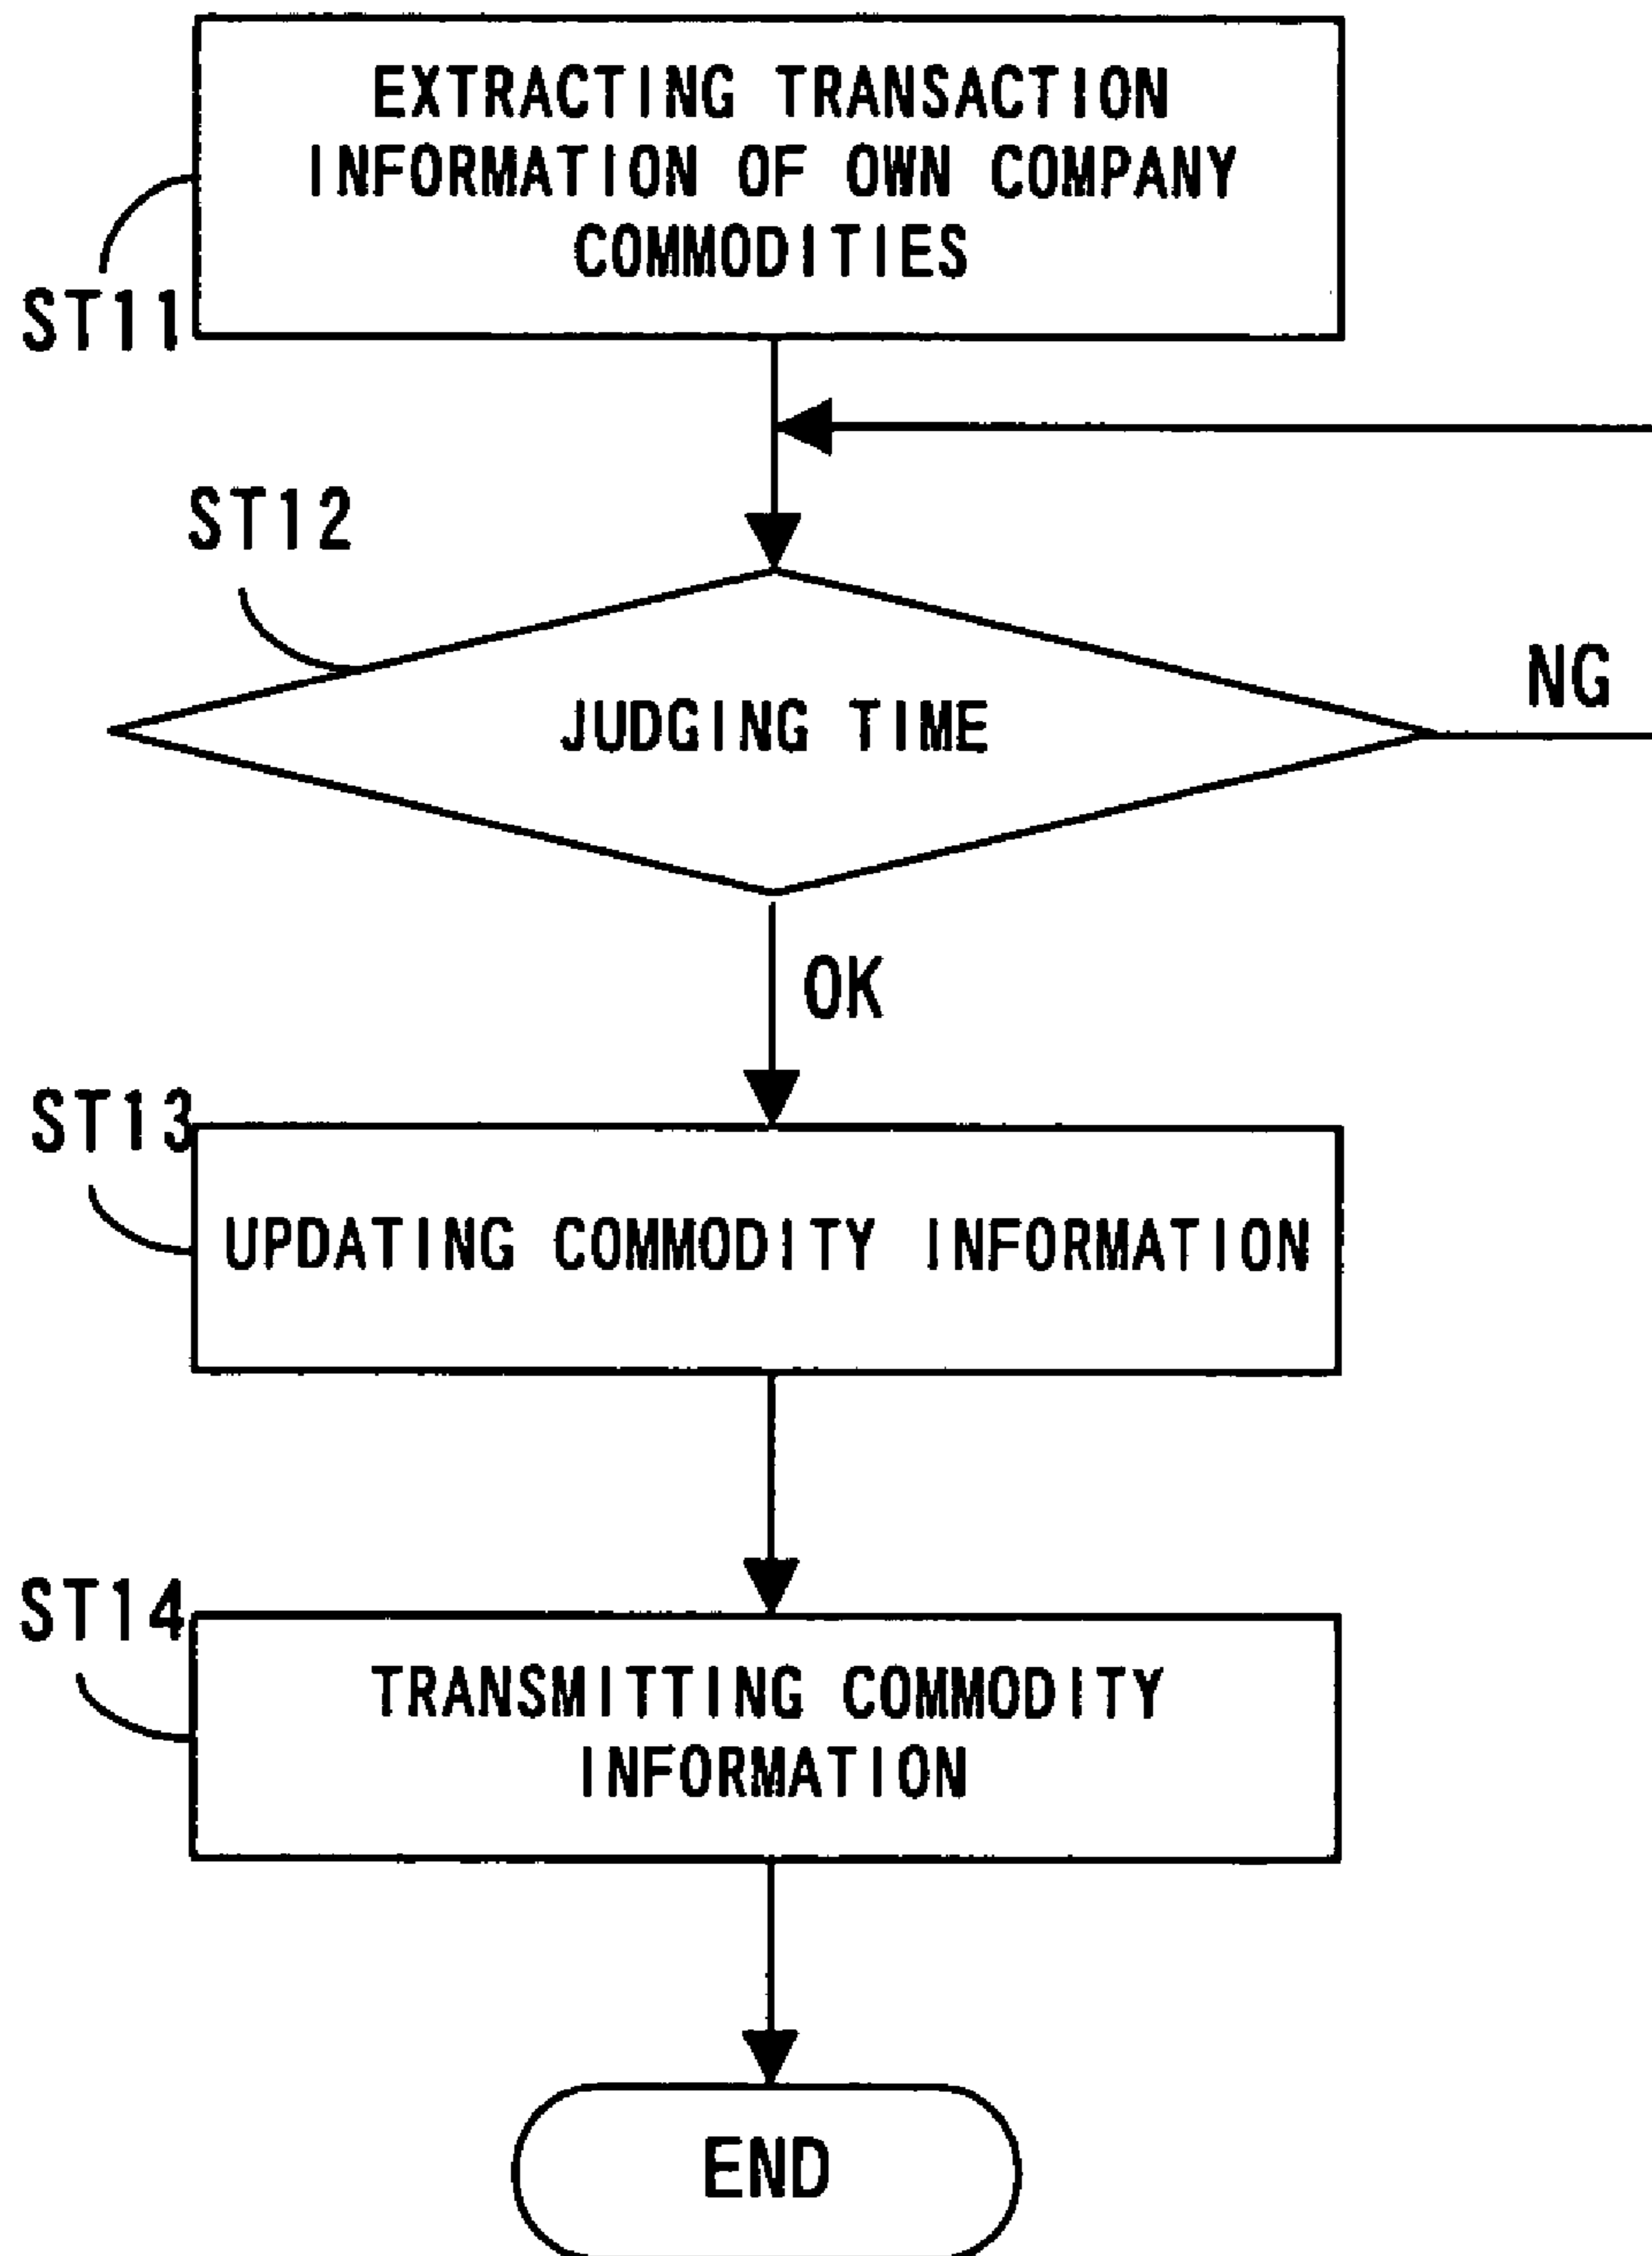 EXTRACTING TRANSACTION
INFORMATION OF OWN COMPANY
COMMODITIES
ST11
ST12
JUDGING TIME
NG
OK
ST13
UPDATING COMMODITY INFORMATION
ST14
TRANSMITTING COMMODITY
INFORMATION
END